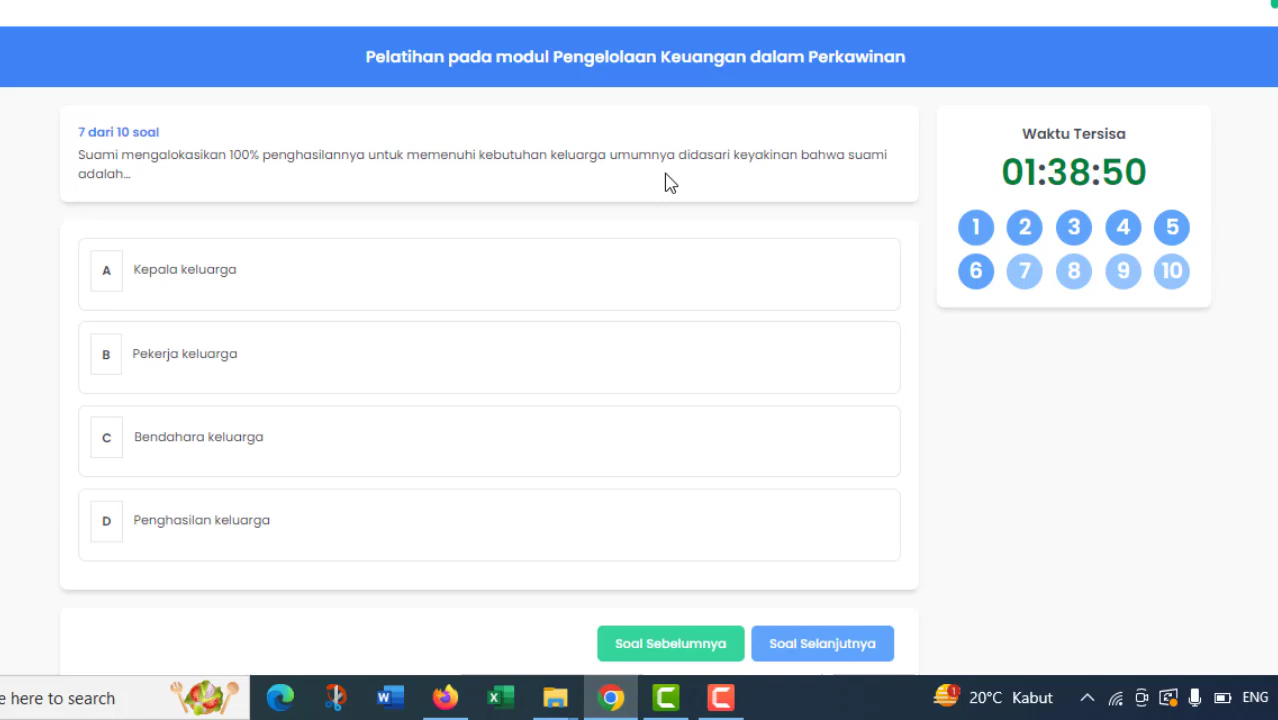 Pelatihan pada modul Pengelolaan Keuangan dalam Perkawinan
7 dari 10 soal
Suami mengalokasikan 100% penghasilannya untuk memenuhi kebutuhan keluarga umumnya didasari keyakinan bahwa suami
adalah...
A Kepala keluarga
B Pekerja keluarga
C Bendahara keluarga
D Penghasilan keluarga
Soal Sebelumnya
Soal Selanjutnya
Waktu Tersisa
01:38:50
1 2 3 4 5
6 7 8 9 10
e here to search
20°C Kabut
ENG